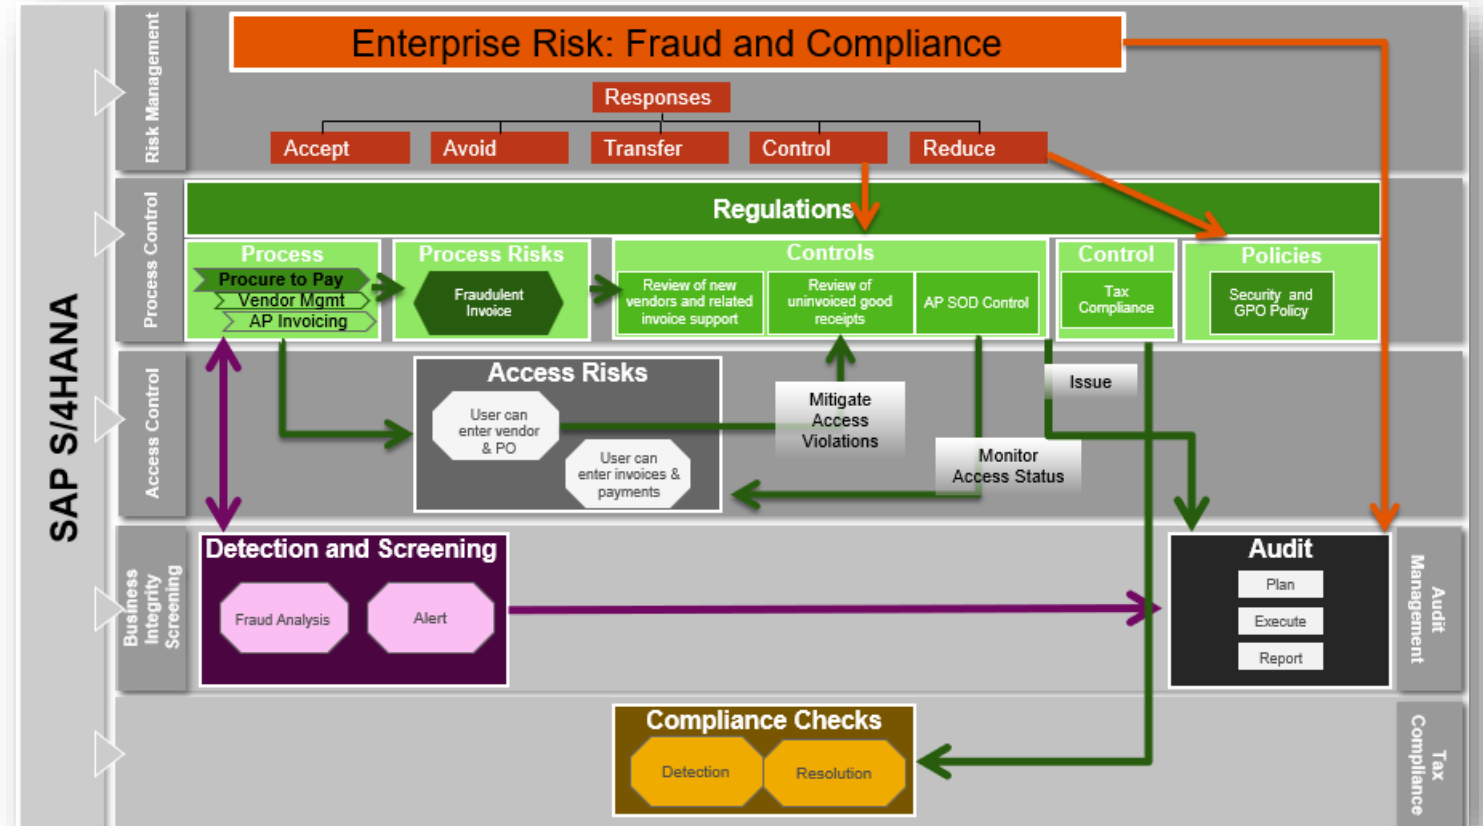 SAP S/4HANA
Risk Management
Enterprise Risk: Fraud and Compliance
Responses
Accept
Avoid
Transfer
Control
Reduce
Process Control
Regulations
Process
Procure to Pay
Vendor Mgmt
AP Invoicing
Process Risks
Fraudulent
Invoice
Controls
Review of new
vendors and related
invoice support
Review of
uninvoiced good
receipts
AP SOD Control
Control
Tax
Compliance
Policies
Security and
GPO Policy
Access Control
Access Risks
User can
enter vendor
& PO
User can
enter invoices &
payments
Mitigate
Access
Violations
Monitor
Access Status
Issue
Business
Integrity
Screening
Detection and Screening
Fraud Analysis
Alert
Audit
Plan
Execute
Report
Audit
Management
Compliance Checks
Detection
Resolution
Tax
Compliance